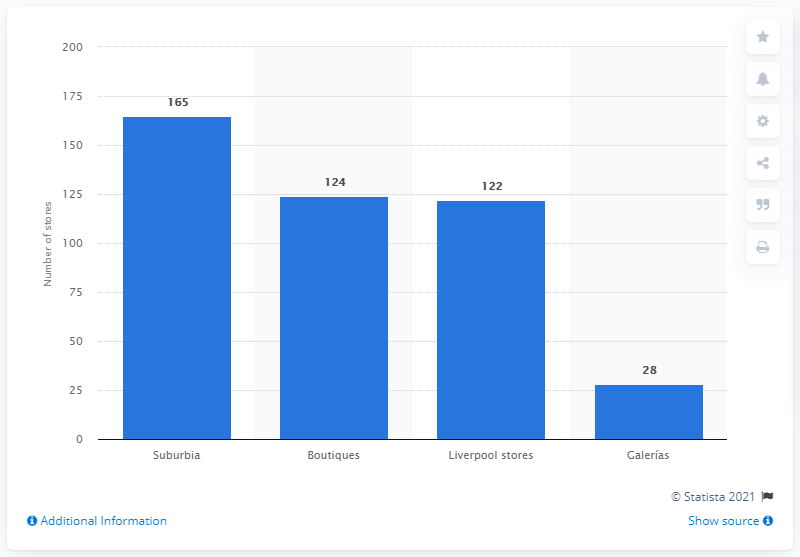 200
175
150
125
100
75
50
25
0
Number of stores
165
124
122
28
Suburbia
Boutiques
Liverpool stores
Galerías
© Statista 2021
Additional Information
Show source